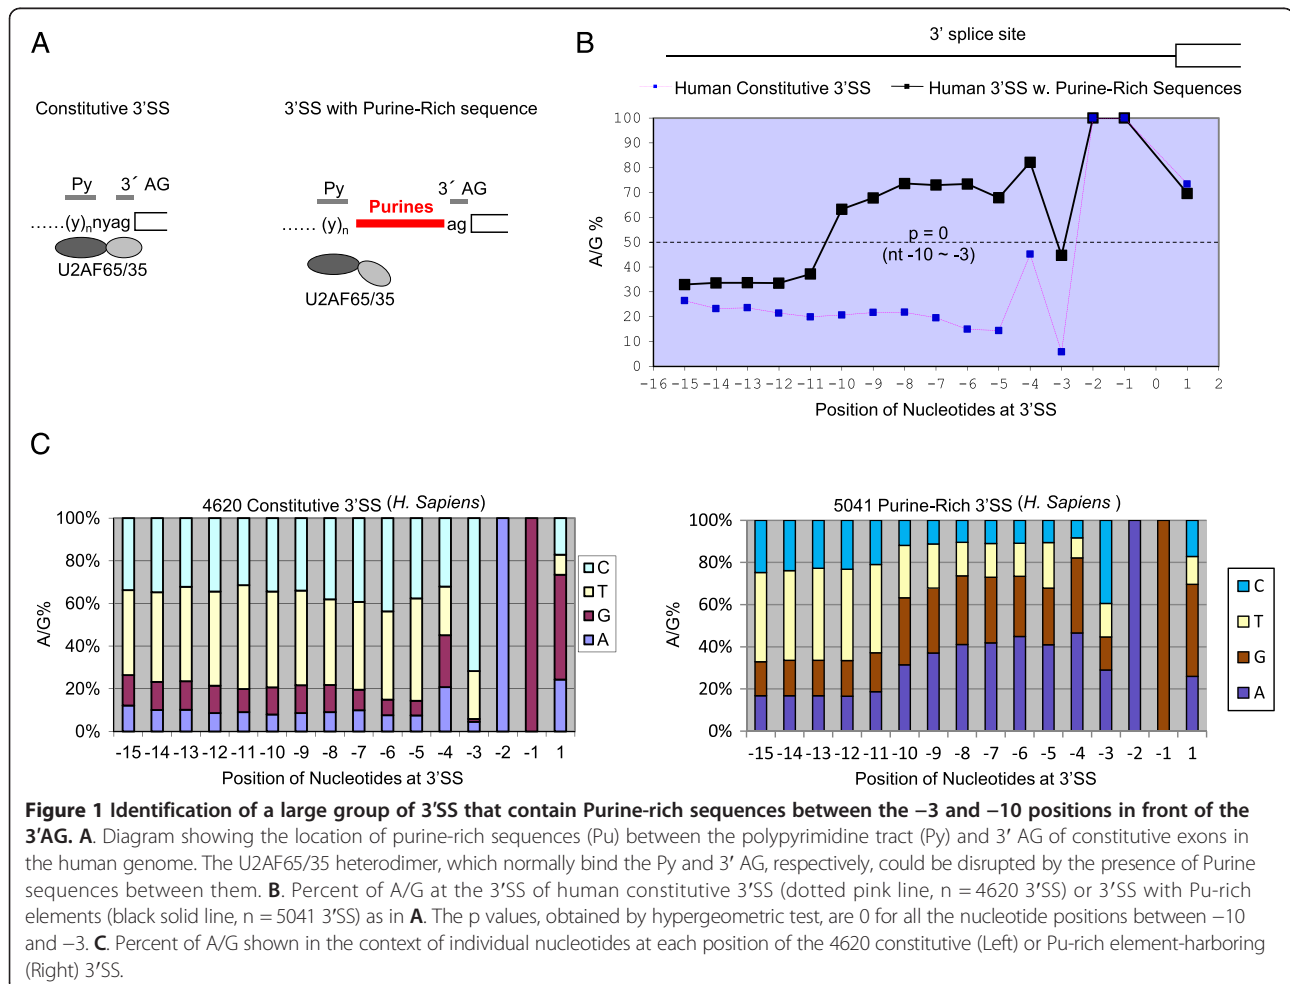 A
Constitutive 3'SS
3'SS with Purine-Rich sequence
Py
3´ AG
......(y)nnyag
U2AF65/35
Py
3´ AG
Purines
...... (y)n
ag
U2AF65/35
B
3' splice site
Human Constitutive 3'SS
Human 3'SS w. Purine-Rich Sequences
A/G %
100
90
80
70
60
50
40
30
20
10
0
p = 0
(nt -10 ~ -3)
-16 -15 -14 -13 -12 -11 -10 -9 -8 -7 -6 -5 -4 -3 -2 -1 0 1 2
Position of Nucleotides at 3'SS
C
4620 Constitutive 3'SS (H. Sapiens)
A/G%
100%
80%
60%
40%
20%
0%
-15 -14 -13 -12 -11 -10 -9 -8 -7 -6 -5 -4 -3 -2 -1 1
Position of Nucleotides at 3'SS
C
T
G
A
5041 Purine-Rich 3'SS (H. Sapiens )
A/G%
100%
80%
60%
40%
20%
0%
-15 -14 -13 -12 -11 -10 -9 -8 -7 -6 -5 -4 -3 -2 -1 1
Position of Nucleotides at 3'SS
C
T
G
A
Figure 1 Identification of a large group of 3'SS that contain Purine-rich sequences between the −3 and −10 positions in front of the
3'AG. A. Diagram showing the location of purine-rich sequences (Pu) between the polypyrimidine tract (Py) and 3′ AG of constitutive exons in
the human genome. The U2AF65/35 heterodimer, which normally bind the Py and 3′ AG, respectively, could be disrupted by the presence of Purine
sequences between them. B. Percent of A/G at the 3'SS of human constitutive 3'SS (dotted pink line, n = 4620 3'SS) or 3'SS with Pu-rich
elements (black solid line, n = 5041 3'SS) as in A. The p values, obtained by hypergeometric test, are 0 for all the nucleotide positions between −10
and −3. C. Percent of A/G shown in the context of individual nucleotides at each position of the 4620 constitutive (Left) or Pu-rich element-harboring
(Right) 3'SS.